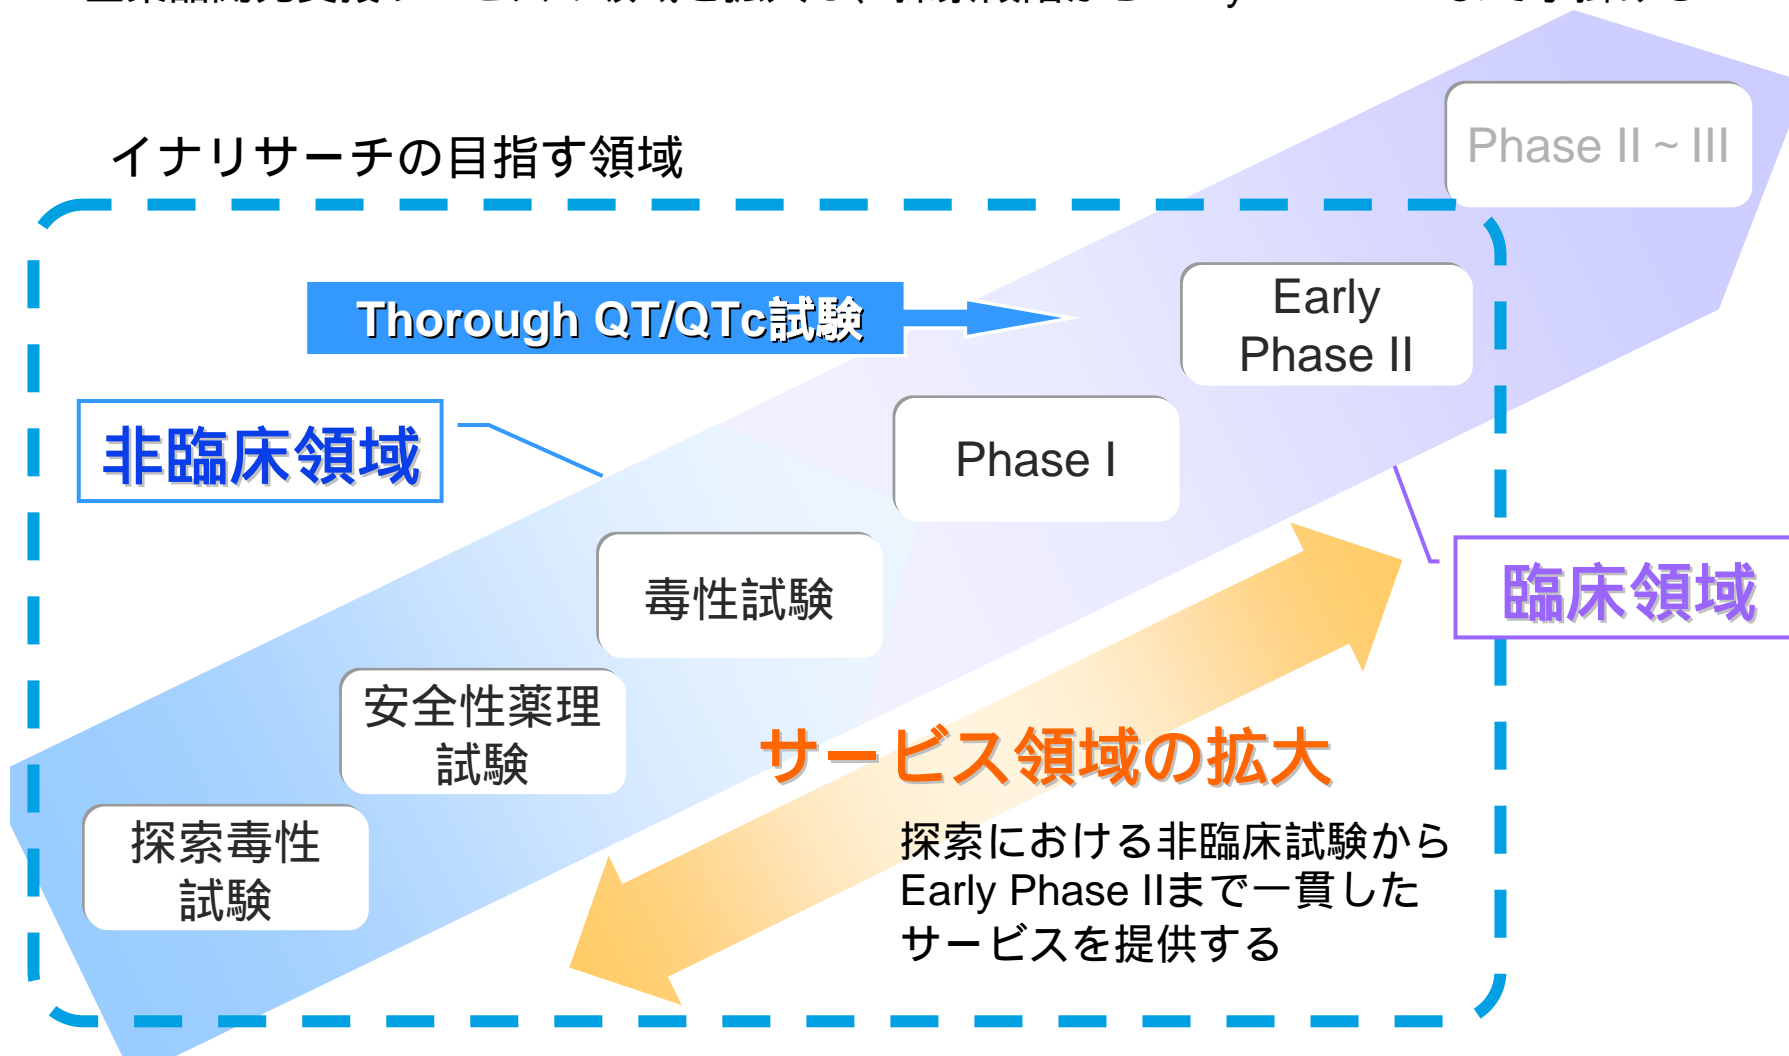 イナリサーチの目指す領域
Phase II ~ III
Thorough QT/QTc試験
Early
Phase II
非臨床領域
Phase I
臨床領域
毒性試験
安全性薬理
試験
サービス領域の拡大
探索毒性
試験
探索における非臨床試験から
Early Phase IIまで一貫した
サービスを提供する